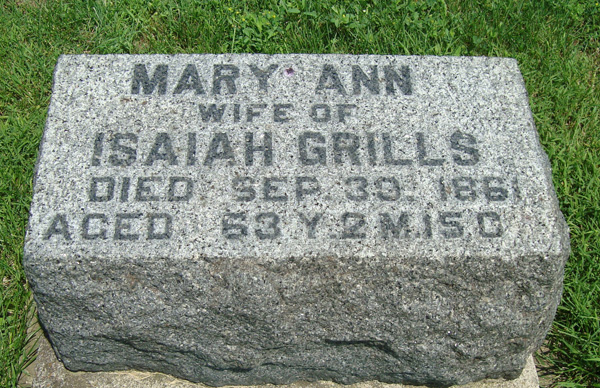 MARY ANN
WIFE OF
ISAIAH GRILLS
DIED SEP. 30. 1861
AGED 63 Y. 2 M. 15 D.